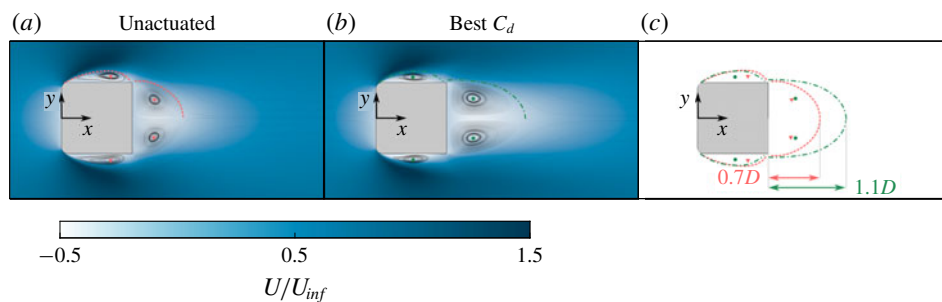 (a) Unactuated
(b) Best C_d
(c)
y
x
y
x
y
x
0.7D
1.1D
−0.5
0.5
1.5
U/U_inf